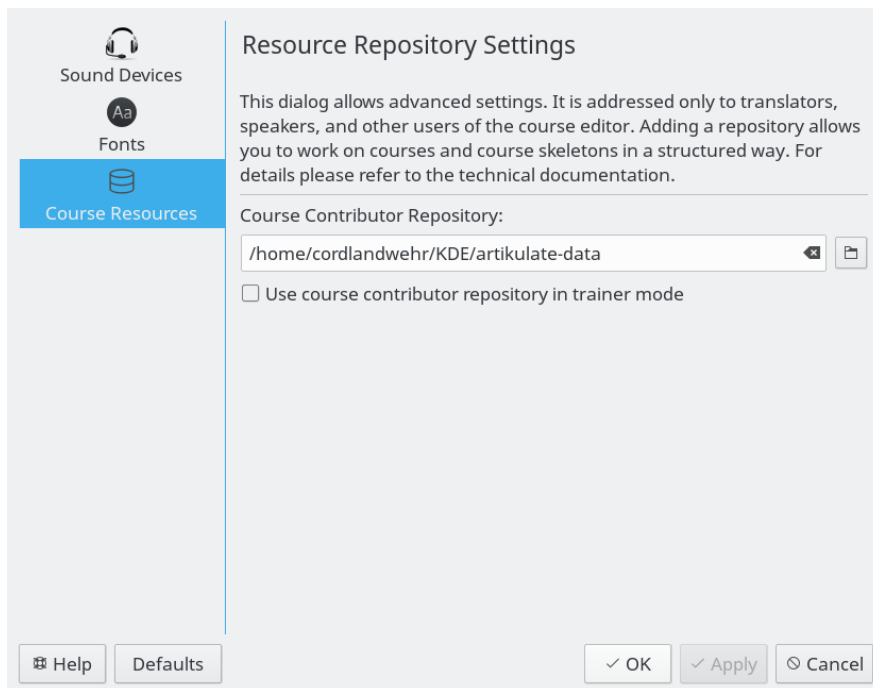 Sound Devices
Aa
Fonts
Course Resources
Resource Repository Settings
This dialog allows advanced settings. It is addressed only to translators,
speakers, and other users of the course editor. Adding a repository allows
you to work on courses and course skeletons in a structured way. For
details please refer to the technical documentation.
Course Contributor Repository:
/home/cordlandwehr/KDE/artikulate-data
Use course contributor repository in trainer mode
Help Defaults OK Apply Cancel